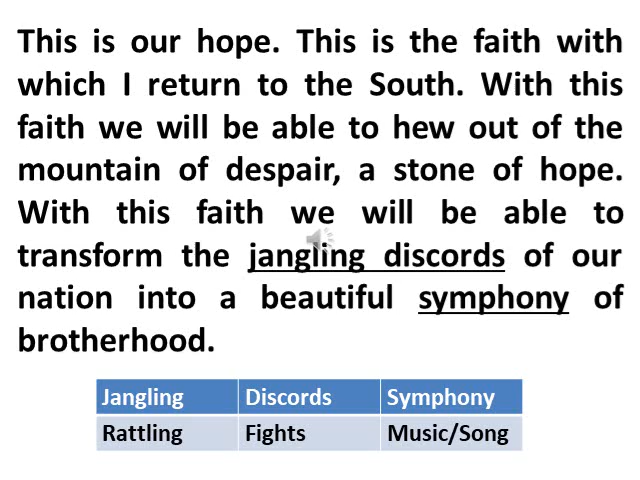 This is our hope. This is the faith with
which I return to the South. With this
faith we will be able to hew out of the
mountain of despair, a stone of hope.
With this faith we will be able to
transform the jangling discords of our
nation into a beautiful symphony of
brotherhood.
Jangling Discords Symphony
Rattling Fights Music/Song